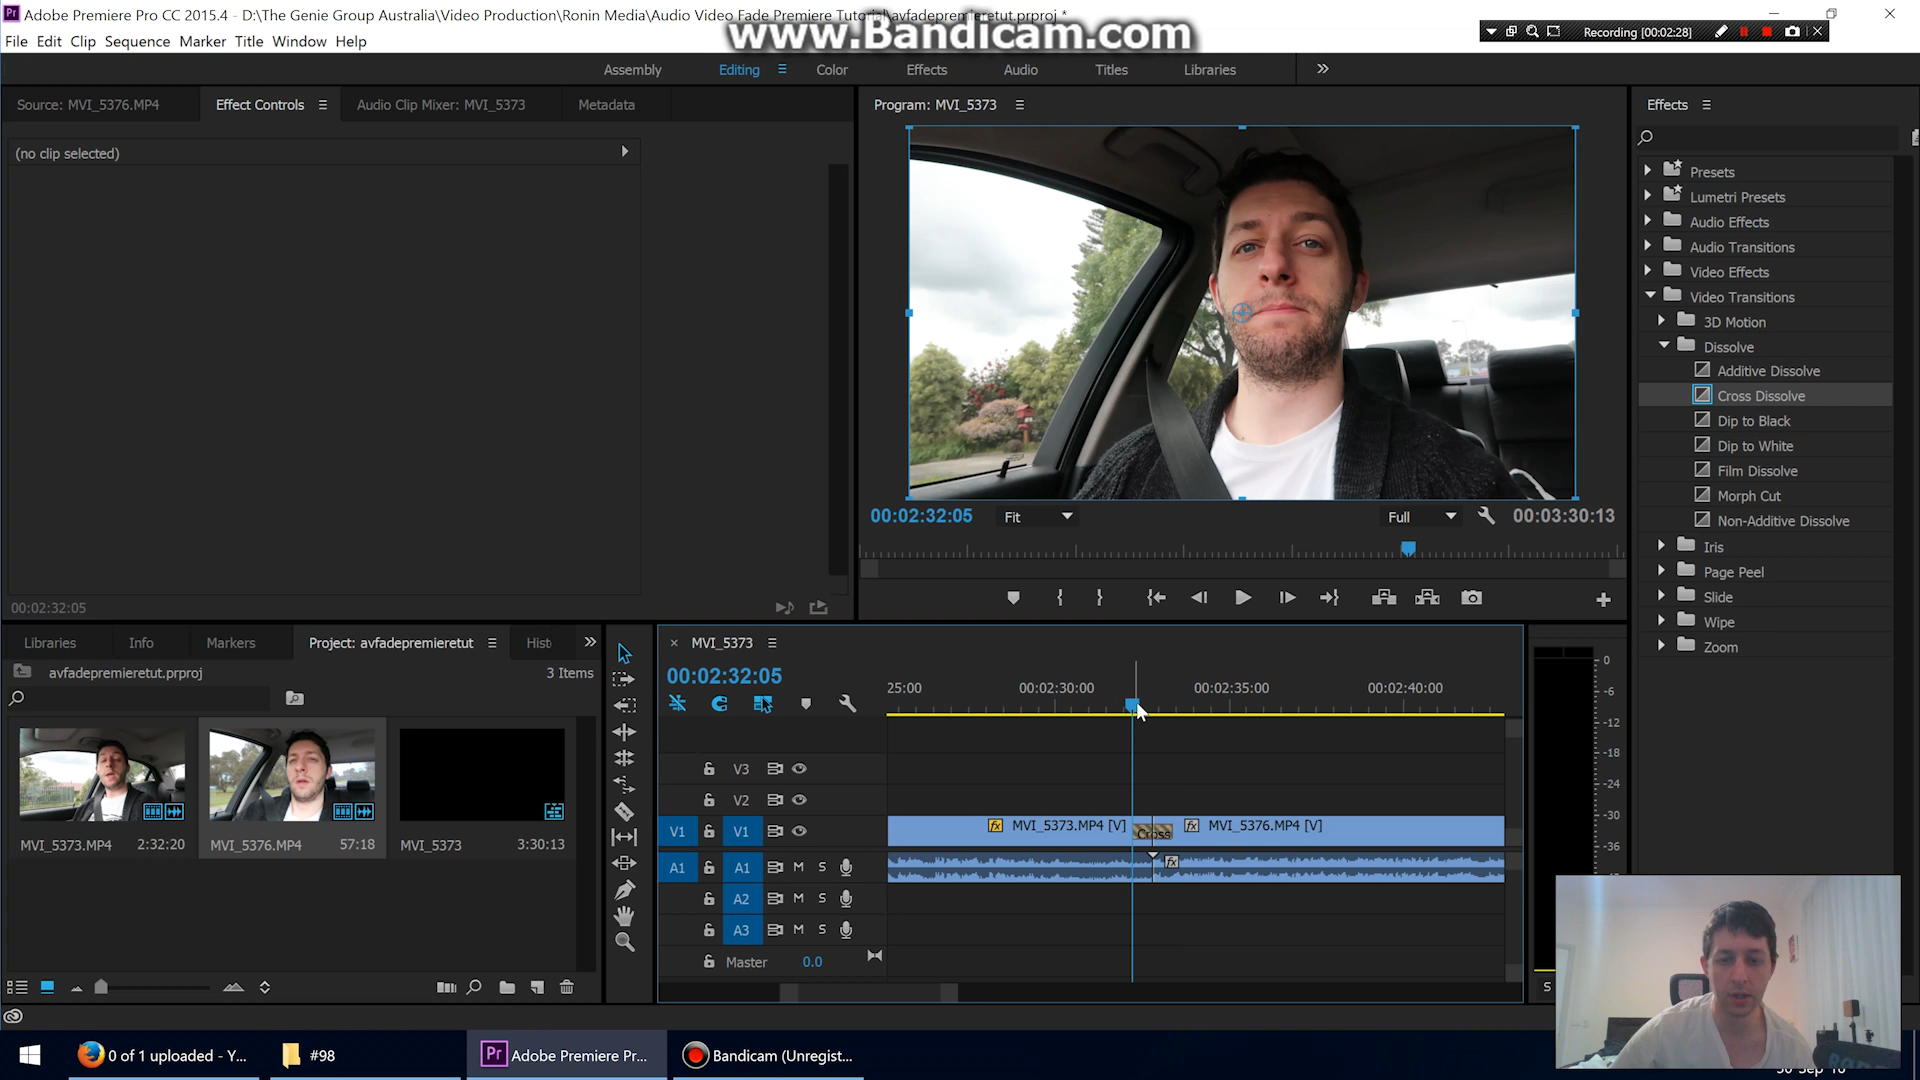 Adobe Premiere Pro CC 2015.4 - D:\The Genie Group Australia\Video Production\Ronin Media\Audio Video Fade Premiere Tutorial\avfadepremieretut.prproj *
www.Bandicam.com
Recording [00:02:28]
File Edit Clip Sequence Marker Title Window Help
Assembly Editing Color Effects Audio Titles Libraries
Source: MVI_5376.MP4 Effect Controls Audio Clip Mixer: MVI_5373 Metadata
(no clip selected)
00:02:32:05
Program: MVI_5373
00:02:32:05 Fit Full 00:03:30:13
Effects
Presets
Lumetri Presets
Audio Effects
Audio Transitions
Video Effects
Video Transitions
3D Motion
Dissolve
Additive Dissolve
Cross Dissolve
Dip to Black
Dip to White
Film Dissolve
Morph Cut
Non-Additive Dissolve
Iris
Page Peel
Slide
Wipe
Zoom
Libraries Info Markers Project: avfadepremieretut Hist
avfadepremieretut.prproj 3 Items
MVI_5373.MP4 2:32:20 MVI_5376.MP4 57:18 MVI_5373 3:30:13
MVI_5373
00:02:32:05
25:00 00:02:30:00 00:02:35:00 00:02:40:00
V3
V2
V1 V1 fx MVI_5373.MP4 [V] Cross fx MVI_5376.MP4 [V]
A1 A1 M S fx
A2 M S
A3 M S
Master 0.0
0
-6
-12
-18
-24
-30
-36
S
0 of 1 uploaded - Y... #98 Adobe Premiere Pr... Bandicam (Unregist...